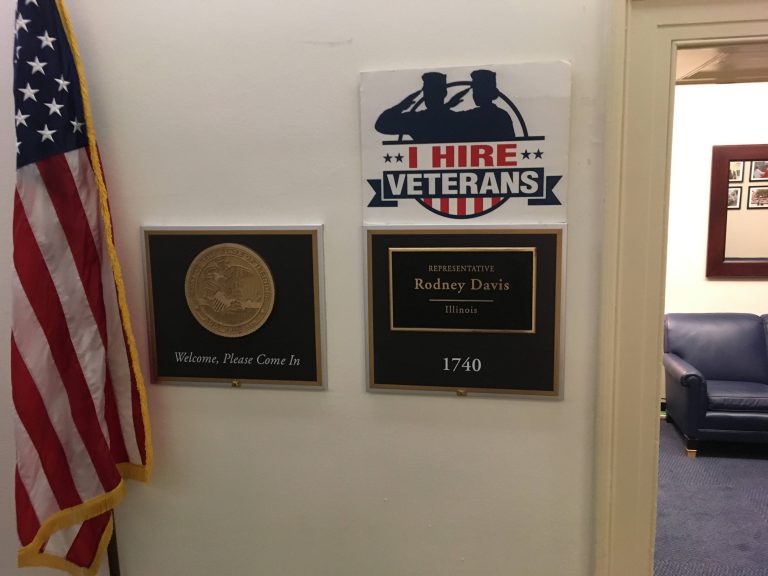 I HIRE
VETERANS
Welcome, Please Come In
REPRESENTATIVE
Rodney Davis
Illinois
1740